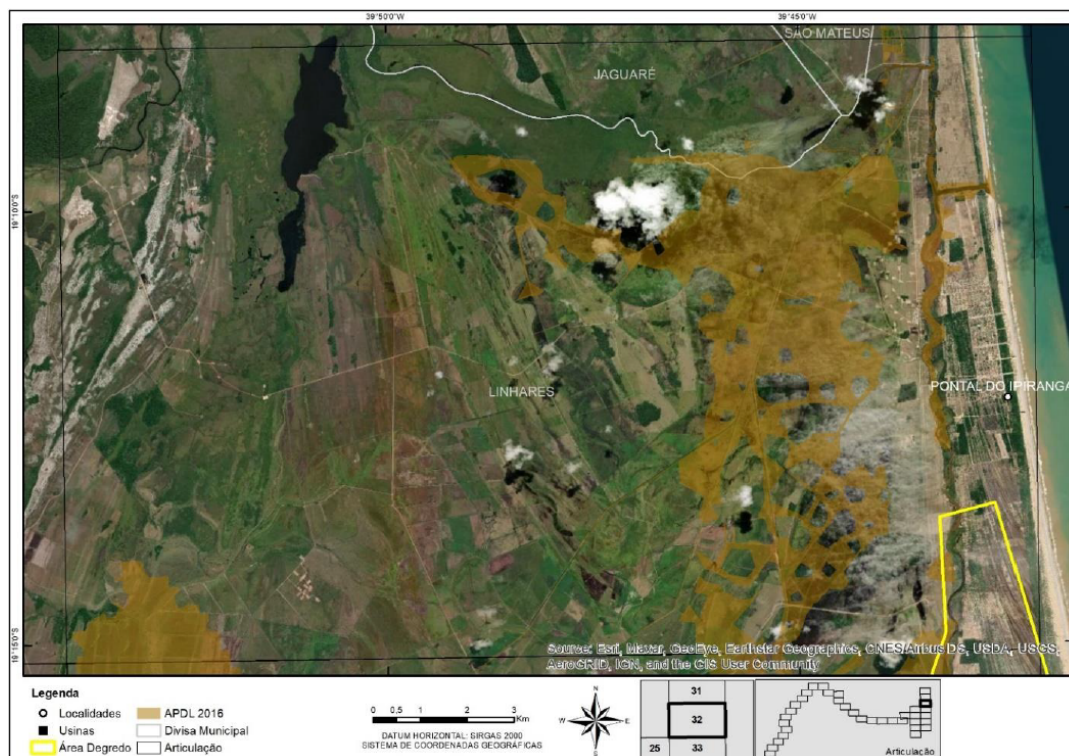 39°50'0"W
39°45'0"W
SÃO MATEUS
JAGUARÉ
19°10'0"S
LINHARES
PONTAL DO IPIRANGA
19°15'0"S
Source: Esri, Maxar, GeoEye, Earthstar Geographics, CNES/Airbus DS, USDA, USGS,
AeroGRID, IGN, and the GIS User Community
Legenda
Localidades
Usinas
Área Degredo
APDL 2016
Divisa Municipal
Articulação
0 0,5 1 2 3
Km
DATUM HORIZONTAL: SIRGAS 2000
SISTEMA DE COORDENADAS GEOGRÁFICAS
N
W E
S
31
32
25 33
Articulação